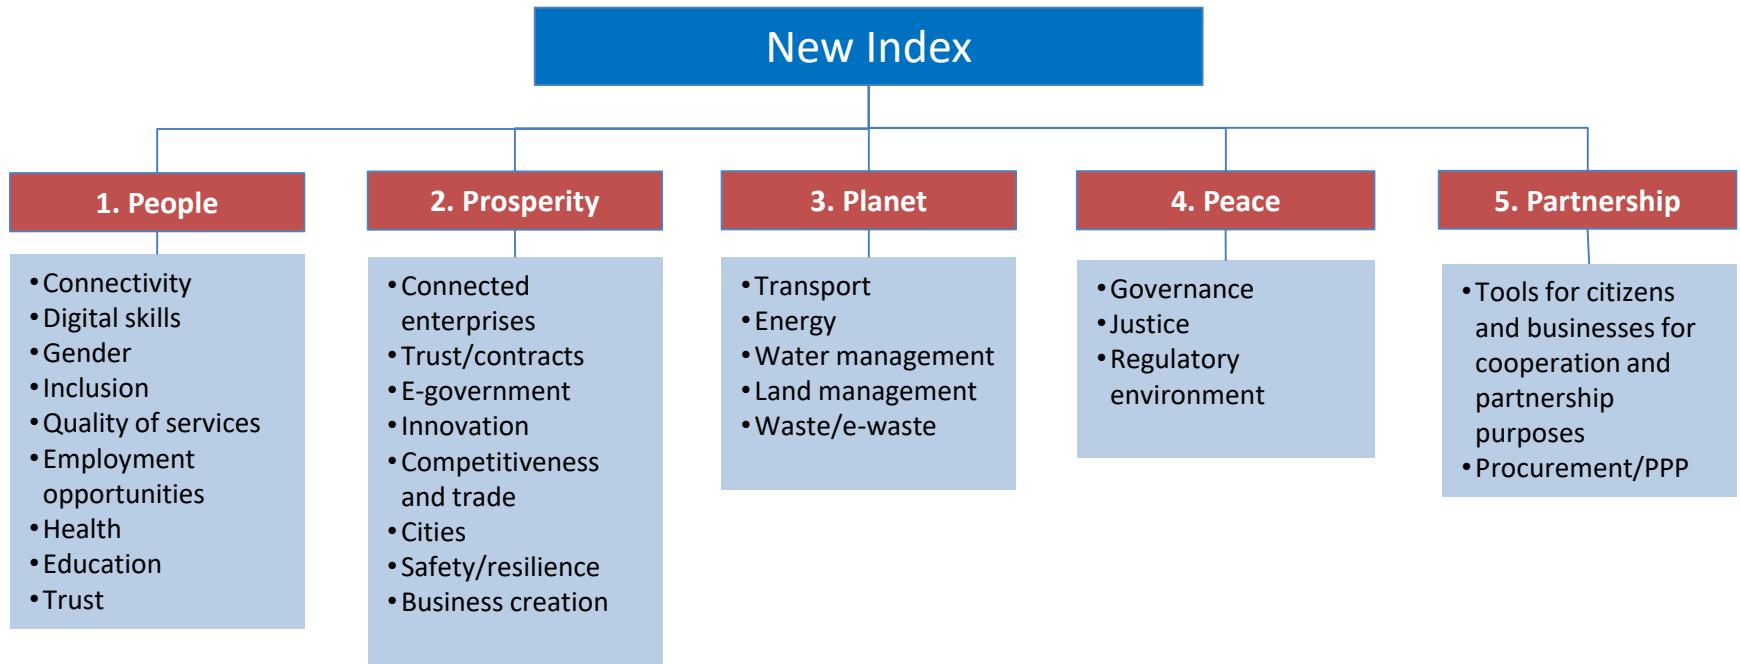 New Index
1. People
• Connectivity
• Digital skills
• Gender
• Inclusion
• Quality of services
• Employment
opportunities
• Health
• Education
• Trust
2. Prosperity
• Connected
enterprises
• Trust/contracts
• E-government
• Innovation
• Competitiveness
and trade
• Cities
• Safety/resilience
• Business creation
3. Planet
• Transport
• Energy
• Water management
• Land management
• Waste/e-waste
4. Peace
• Governance
• Justice
• Regulatory
environment
5. Partnership
• Tools for citizens
and businesses for
cooperation and
partnership
purposes
• Procurement/PPP